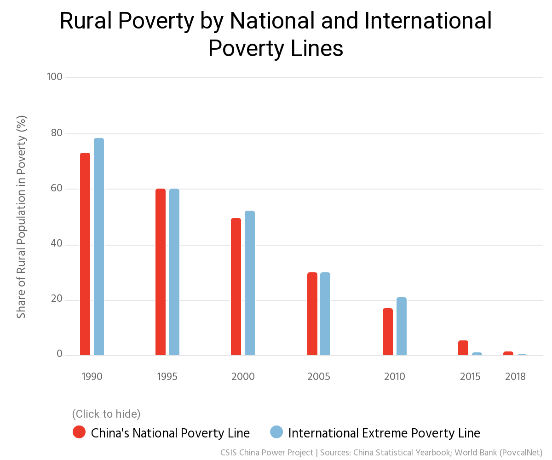 Rural Poverty by National and International
Poverty Lines
Share of Rural Population in Poverty (%)
100
80
60
40
20
0
1990 1995 2000 2005 2010 2015 2018
(Click to hide)
China's National Poverty Line International Extreme Poverty Line
CSIS China Power Project | Sources: China Statistical Yearbook; World Bank (PovcalNet)